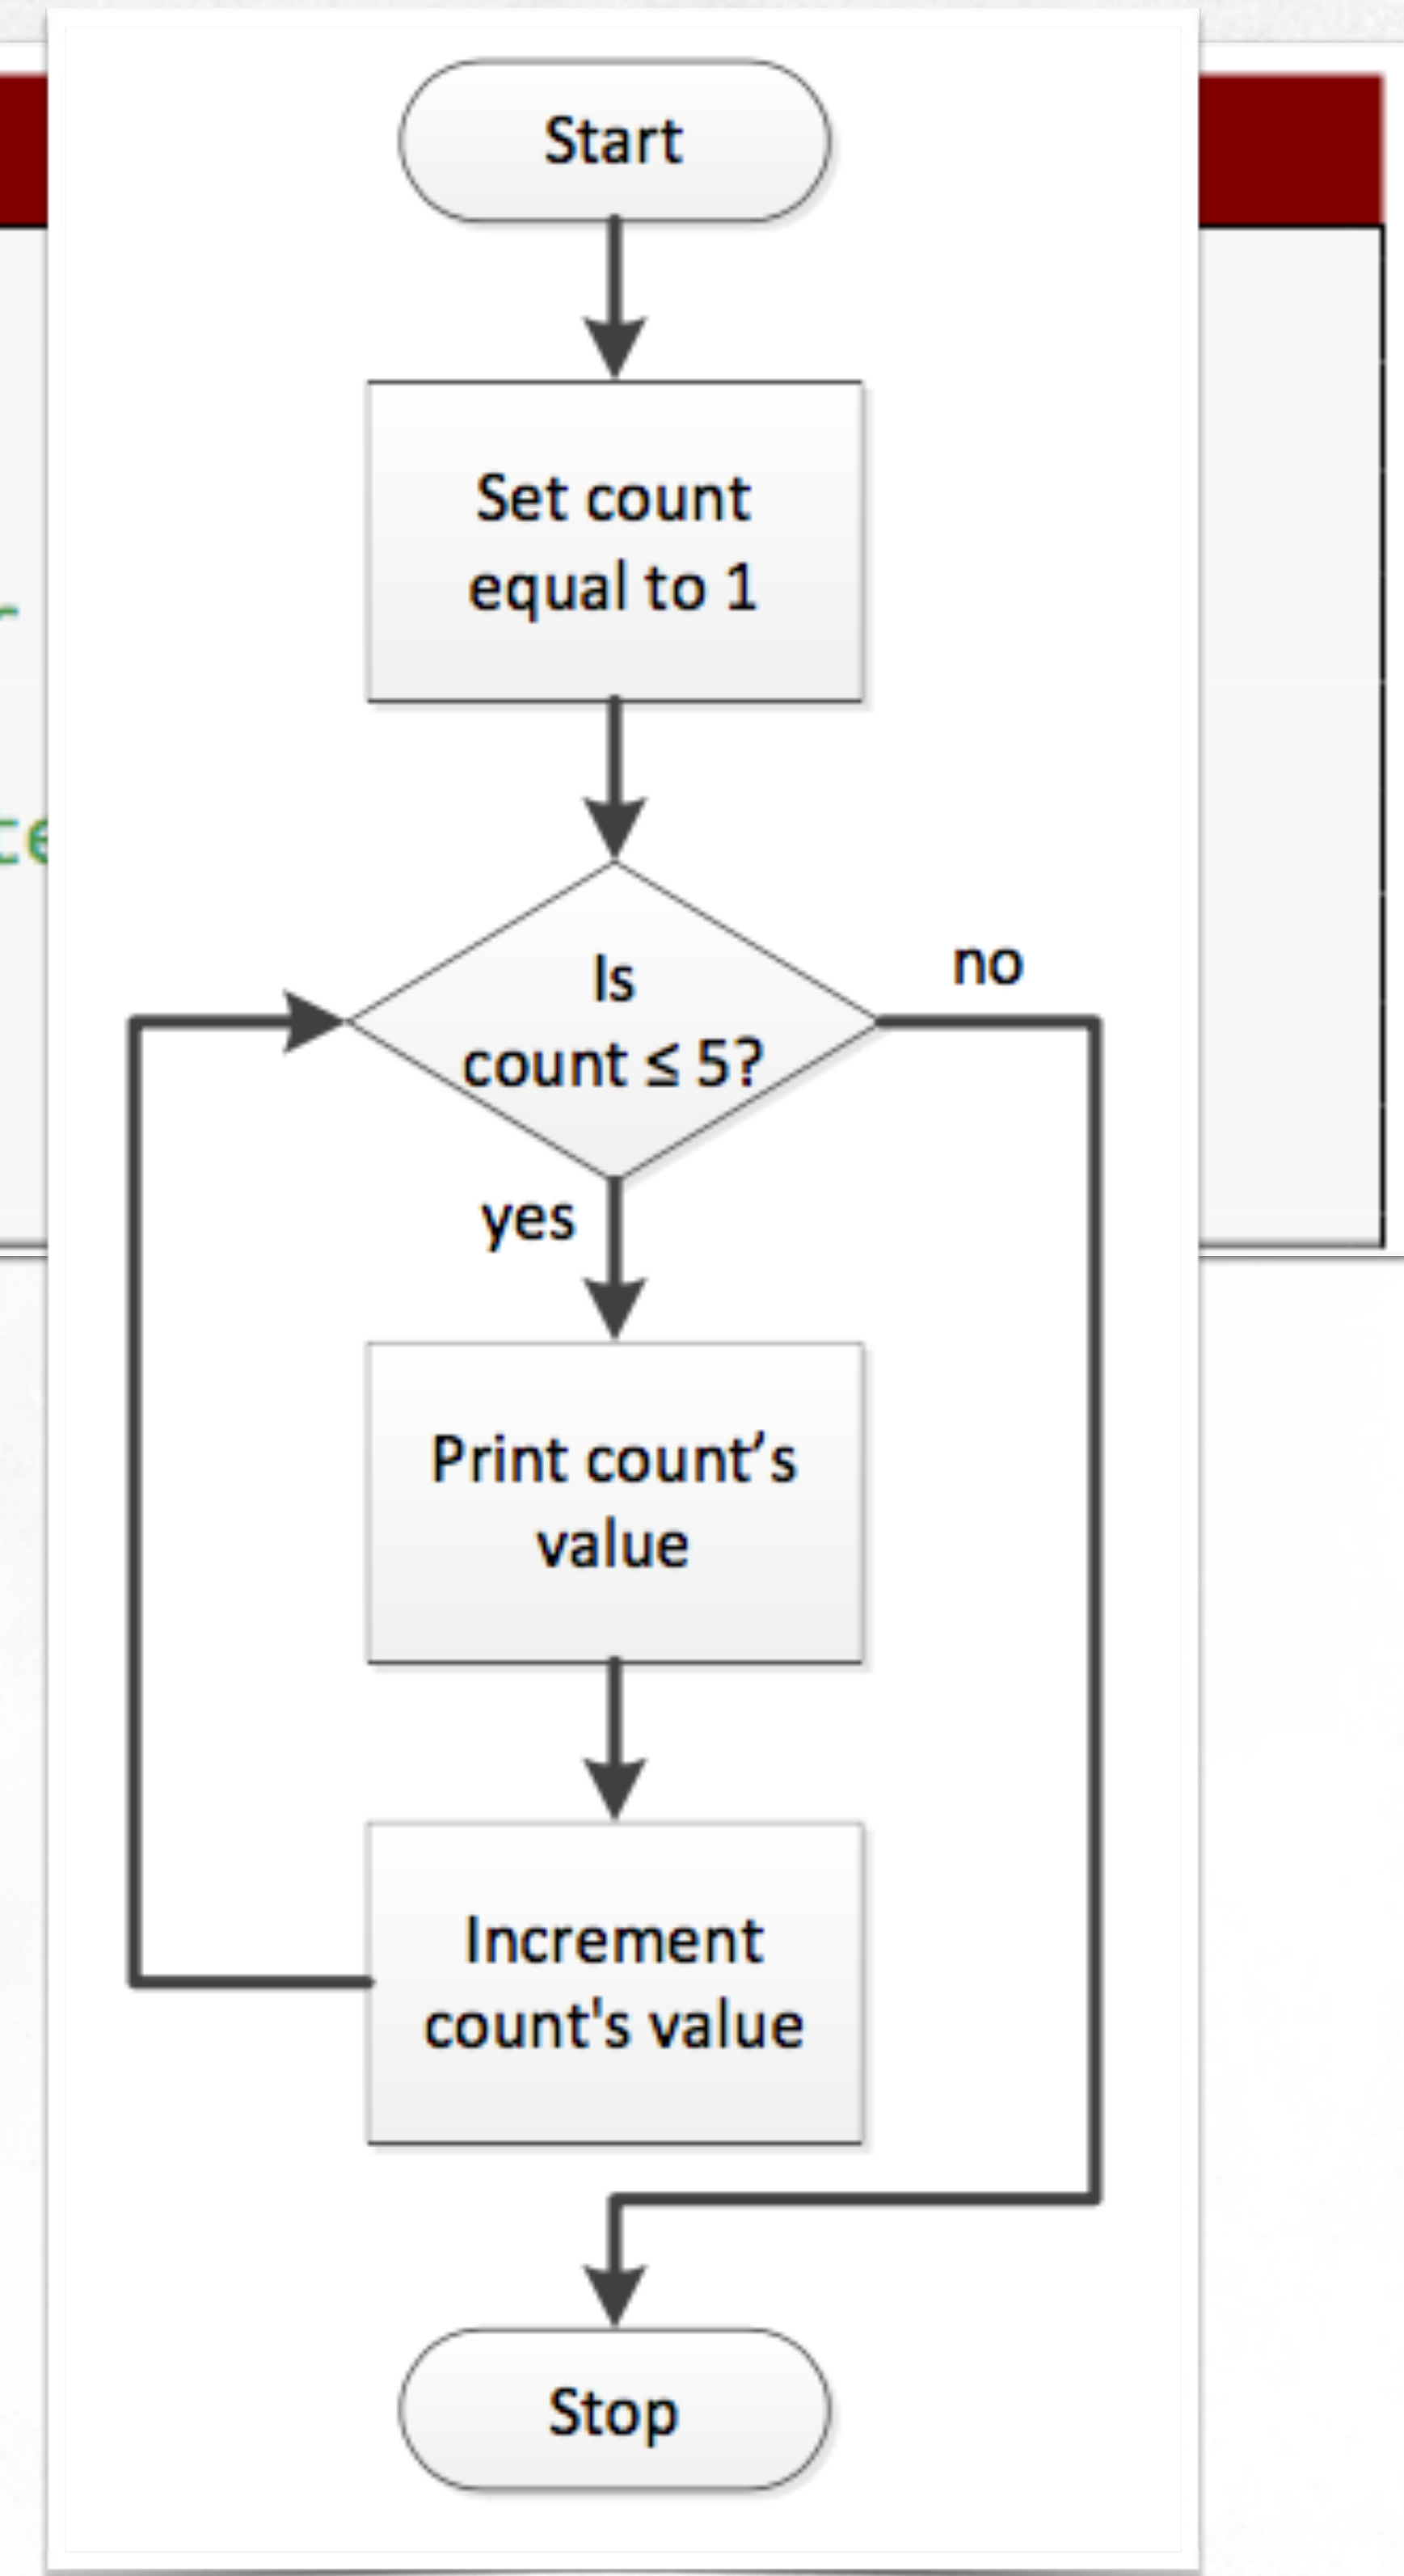 Start
Set count
equal to 1
Is
count ≤ 5?
no
yes
Print count’s
value
Increment
count's value
Stop